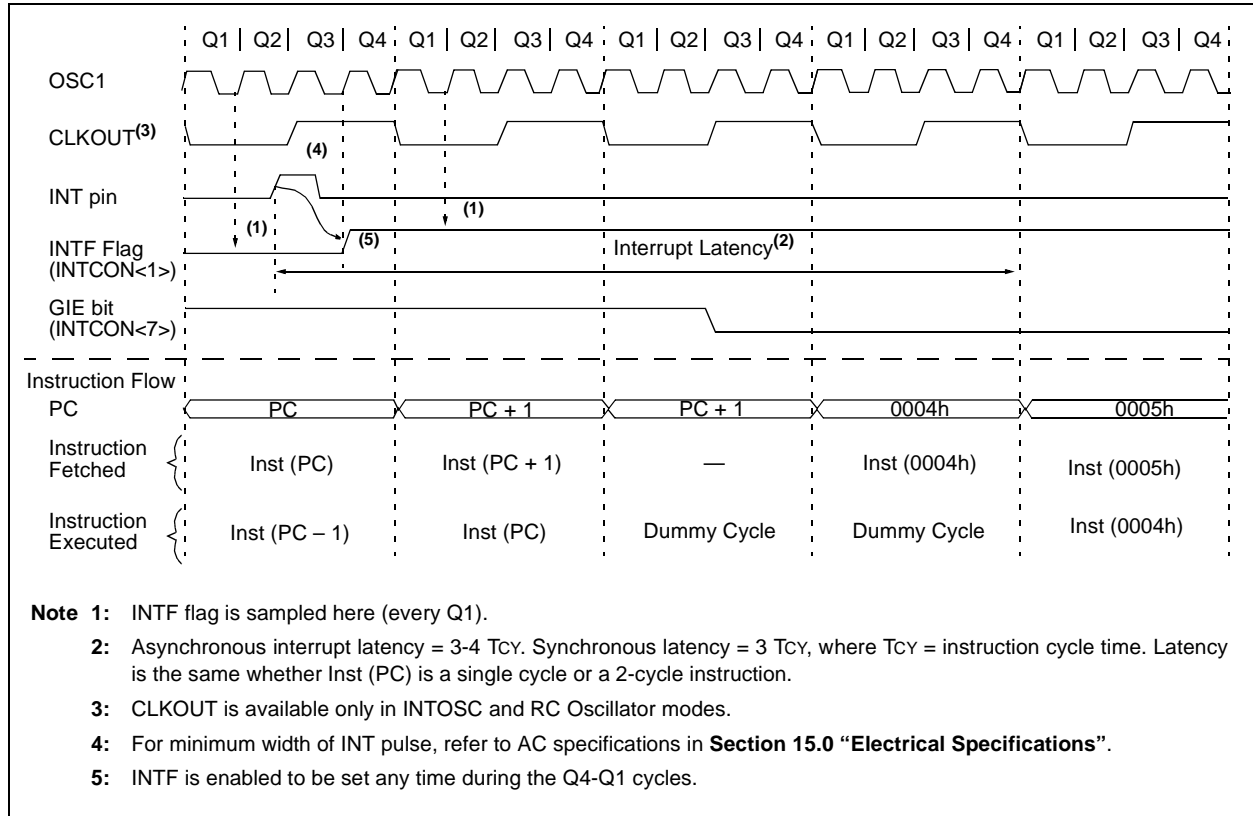 Q1 | Q2 | Q3 | Q4 Q1 | Q2 | Q3 | Q4 Q1 | Q2 | Q3 | Q4 Q1 | Q2 | Q3 | Q4 Q1 | Q2 | Q3 | Q4
OSC1
CLKOUT(3)
(4)
INT pin
(1)
(1)
(5)
INTF Flag
(INTCON<1>)
Interrupt Latency(2)
GIE bit
(INTCON<7>)
Instruction Flow
PC PC PC + 1 PC + 1 0004h 0005h
Instruction
Fetched
Inst (PC) Inst (PC + 1) — Inst (0004h) Inst (0005h)
Instruction
Executed
Inst (PC – 1) Inst (PC) Dummy Cycle Dummy Cycle Inst (0004h)
Note 1: INTF flag is sampled here (every Q1).
2: Asynchronous interrupt latency = 3-4 TCY. Synchronous latency = 3 TCY, where TCY = instruction cycle time. Latency
is the same whether Inst (PC) is a single cycle or a 2-cycle instruction.
3: CLKOUT is available only in INTOSC and RC Oscillator modes.
4: For minimum width of INT pulse, refer to AC specifications in Section 15.0 “Electrical Specifications”.
5: INTF is enabled to be set any time during the Q4-Q1 cycles.